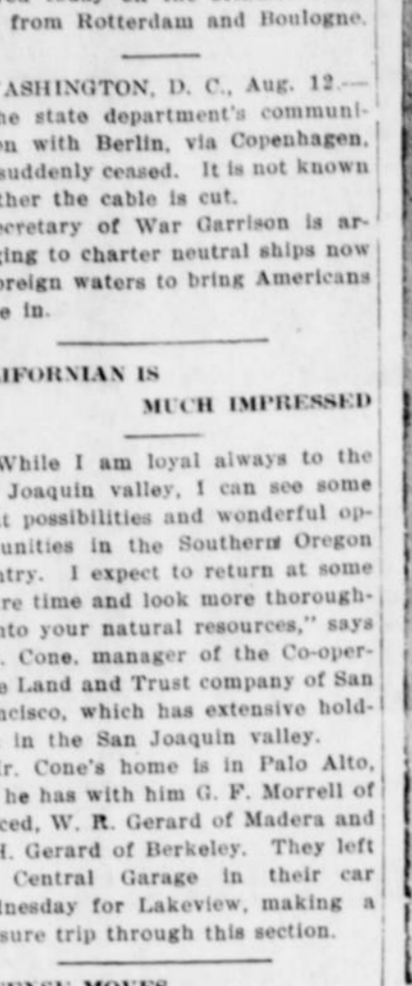 from Rotterdam and Boulogne.
ASHINGTON, D. C., Aug. 12.—
he state department's communi-
on with Berlin, via Copenhagen,
suddenly ceased. It is not known
ther the cable is cut.
ecretary of War Garrison is ar-
ging to charter neutral ships now
oreign waters to bring Americans
e in.
IFORNIAN IS
MUCH IMPRESSED
While I am loyal always to the
Joaquin valley, I can see some
t possibilities and wonderful op-
unities in the Southern Oregon
ntry. I expect to return at some
re time and look more thorough-
nto your natural resources," says
. Cone, manager of the Co-oper-
e Land and Trust company of San
ncisco, which has extensive hold-
in the San Joaquin valley.
r. Cone's home is in Palo Alto,
he has with him G. F. Morrell of
ced, W. R. Gerard of Madera and
H. Gerard of Berkeley. They left
Central Garage in their car
dnesday for Lakeview, making a
sure trip through this section.